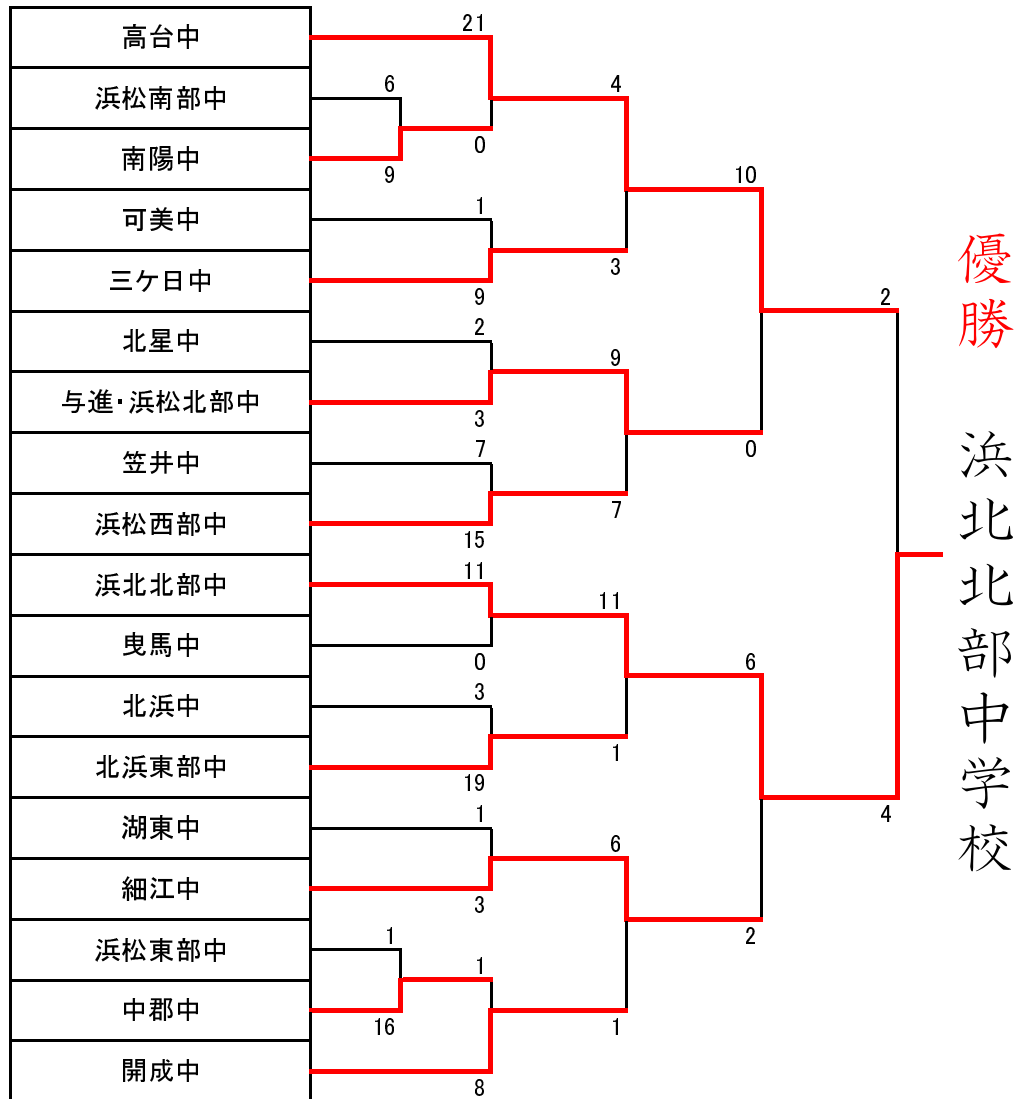 高台中
浜松南部中
南陽中
可美中
三ケ日中
北星中
与進・浜松北部中
笠井中
浜松西部中
浜北北部中
曳馬中
北浜中
北浜東部中
湖東中
細江中
浜松東部中
中郡中
開成中
6
9
1
16
21
0
1
9
2
3
7
15
11
0
3
19
1
3
1
8
4
3
9
7
11
1
6
1
10
0
6
2
2
4
優勝 浜北北部中学校